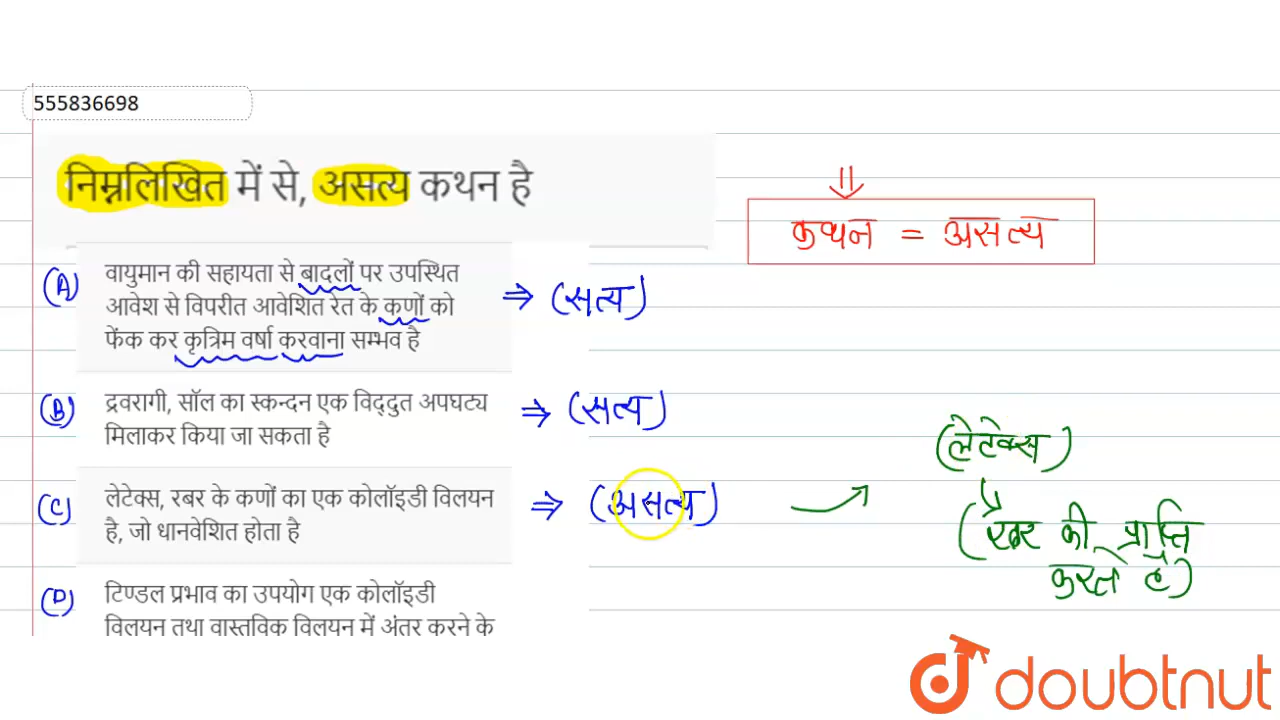 555836698
निम्नलिखित में से, असत्य कथन है
कथन = असत्य
(A) वायुमान की सहायता से बादलों पर उपस्थित
आवेश से विपरीत आवेशित रेत के कणों को
फेंक कर कृत्रिम वर्षा करवाना सम्भव है
⇒ (सत्य)
(B) द्रवरागी, सॉल का स्कन्दन एक विद्दुत अपघट्य
मिलाकर किया जा सकता है
⇒ (सत्य)
(C) लेटेक्स, रबर के कणों का एक कोलॉइडी विलयन
है, जो धानवेशित होता है
⇒ (असत्य)
(लेटेक्स)
(रबर की प्राप्ति
करते है)
(D) टिण्डल प्रभाव का उपयोग एक कोलॉइडी
विलयन तथा वास्तविक विलयन में अंतर करने के
doubtnut